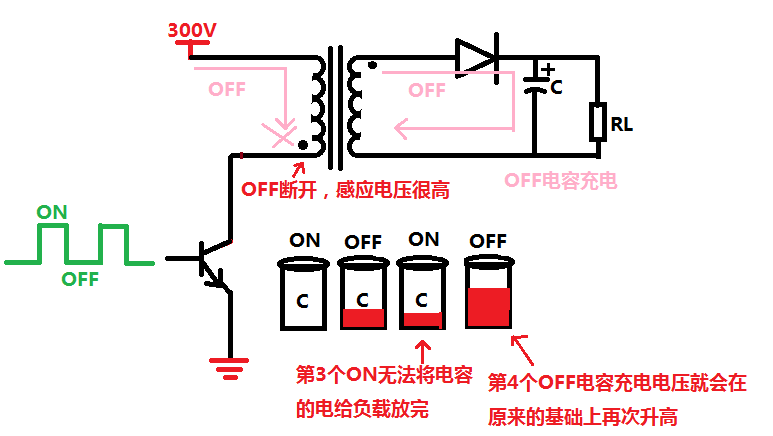 300V
OFF
OFF
+
C
RL
OFF断开，感应电压很高
OFF电容充电
ON
OFF
ON
OFF
ON
OFF
C
C
C
第3个ON无法将电容
的电给负载放完
第4个OFF电容充电电压就会在
原来的基础上再次升高